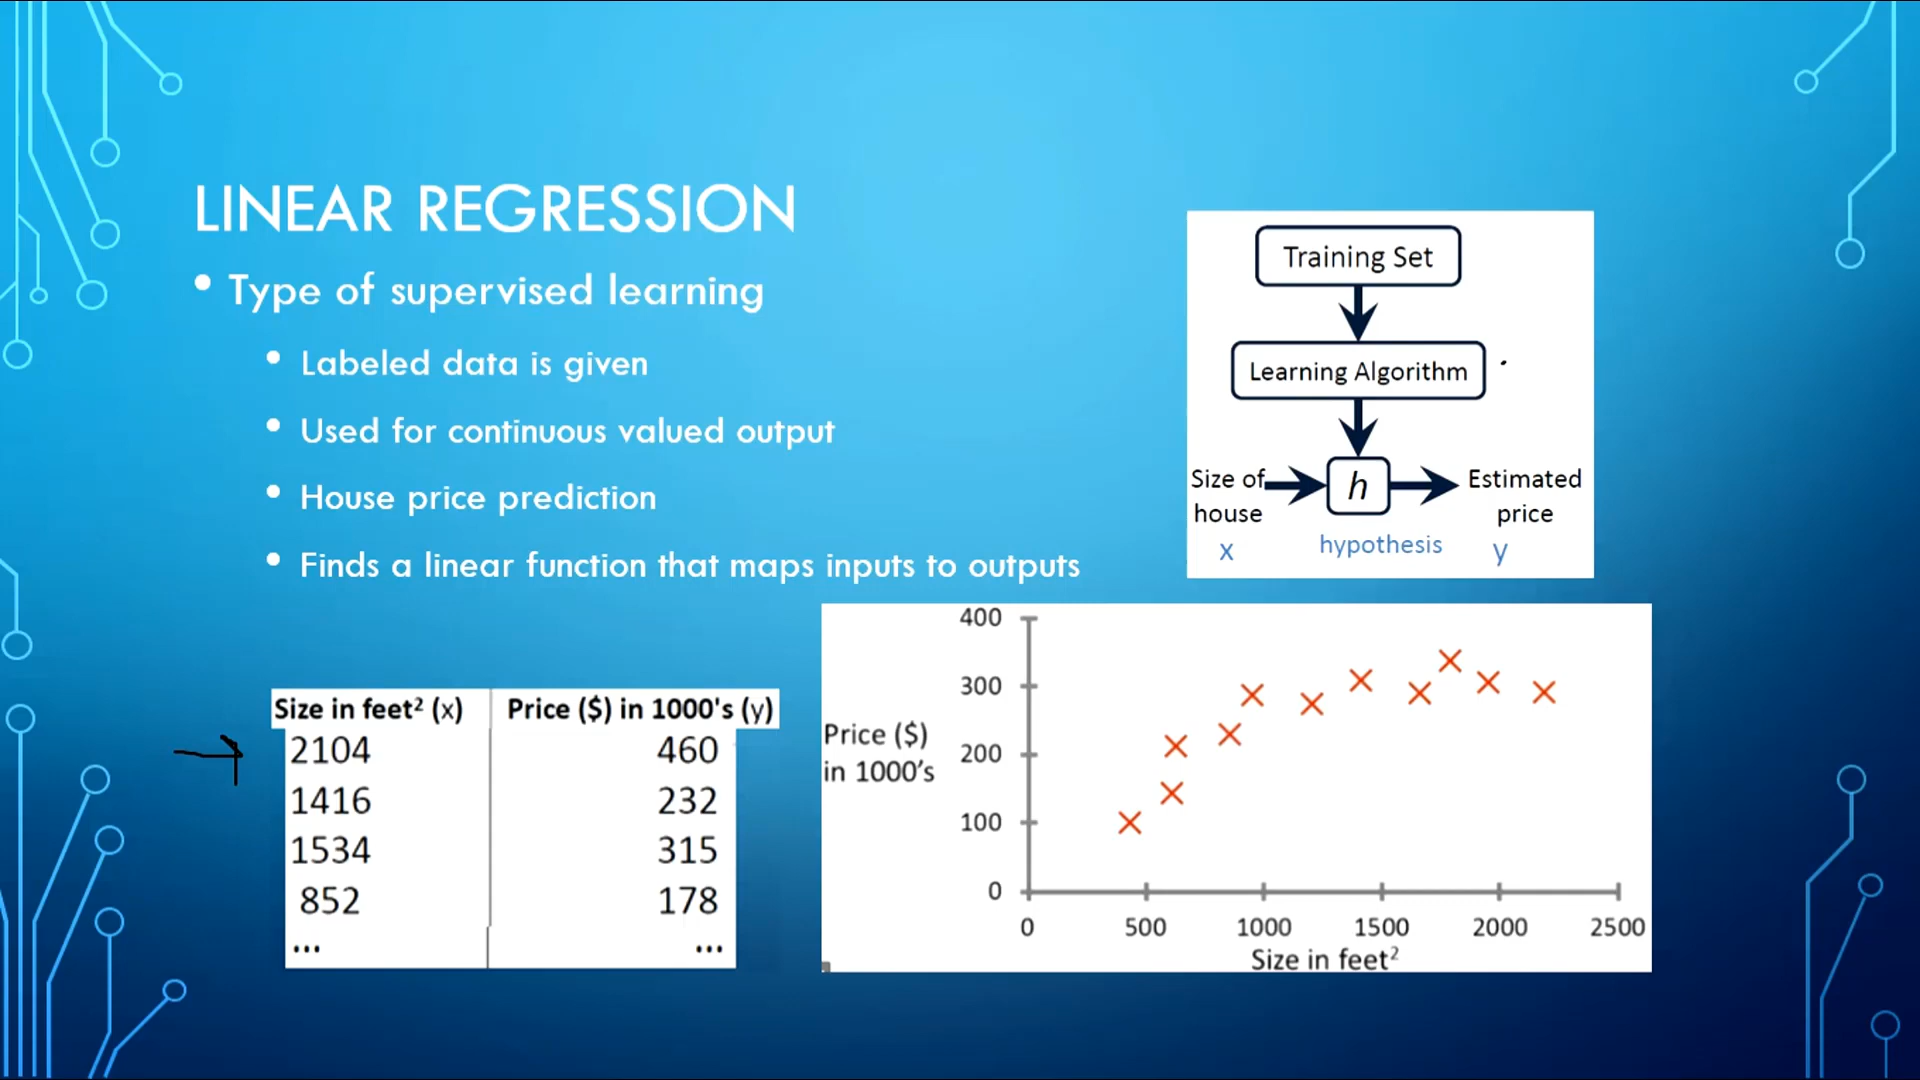 LINEAR REGRESSION
• Type of supervised learning
• Labeled data is given
• Used for continuous valued output
• House price prediction
• Finds a linear function that maps inputs to outputs
Training Set
Learning Algorithm
Size of house
h
Estimated price
x
hypothesis
y
Size in feet² (x) Price ($) in 1000's (y)
2104 460
1416 232
1534 315
852 178
... ...
Price ($)
in 1000’s
400
300
200
100
0
0 500 1000 1500 2000 2500
Size in feet²